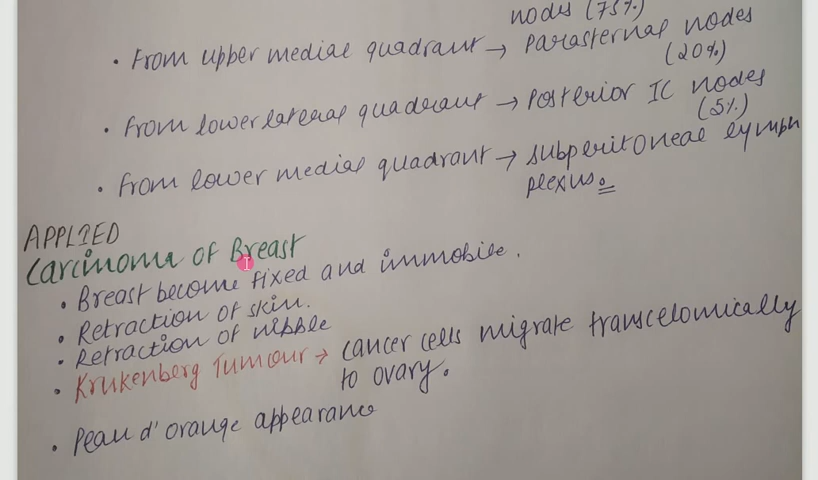 nodes (75%)
• From upper medial quadrant → Parasternal nodes
(20%)
• From lower lateral quadrant → Posterior IC nodes
(5%)
• From lower medial quadrant → subperitoneal lymph
plexus.
APPLIED
Carcinoma of Breast
• Breast become fixed and immobile.
• Retraction of skin.
• Retraction of nipple
• Krukenberg Tumour → cancer cells migrate transcelomically
to ovary.
• Peau d'orange appearance